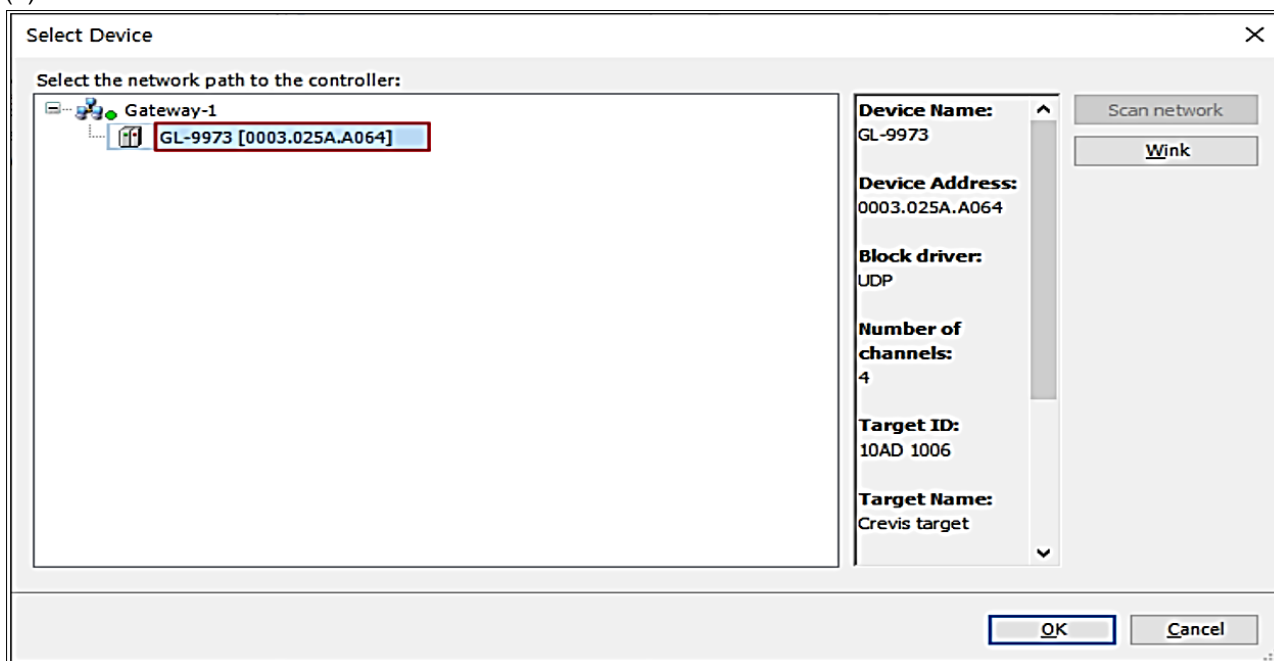 Select Device
Select the network path to the controller:
Gateway-1
GL-9973 [0003.025A.A064]
Device Name:
GL-9973
Device Address:
0003.025A.A064
Block driver:
UDP
Number of
channels:
4
Target ID:
10AD 1006
Target Name:
Crevis target
Scan network
Wink
OK
Cancel